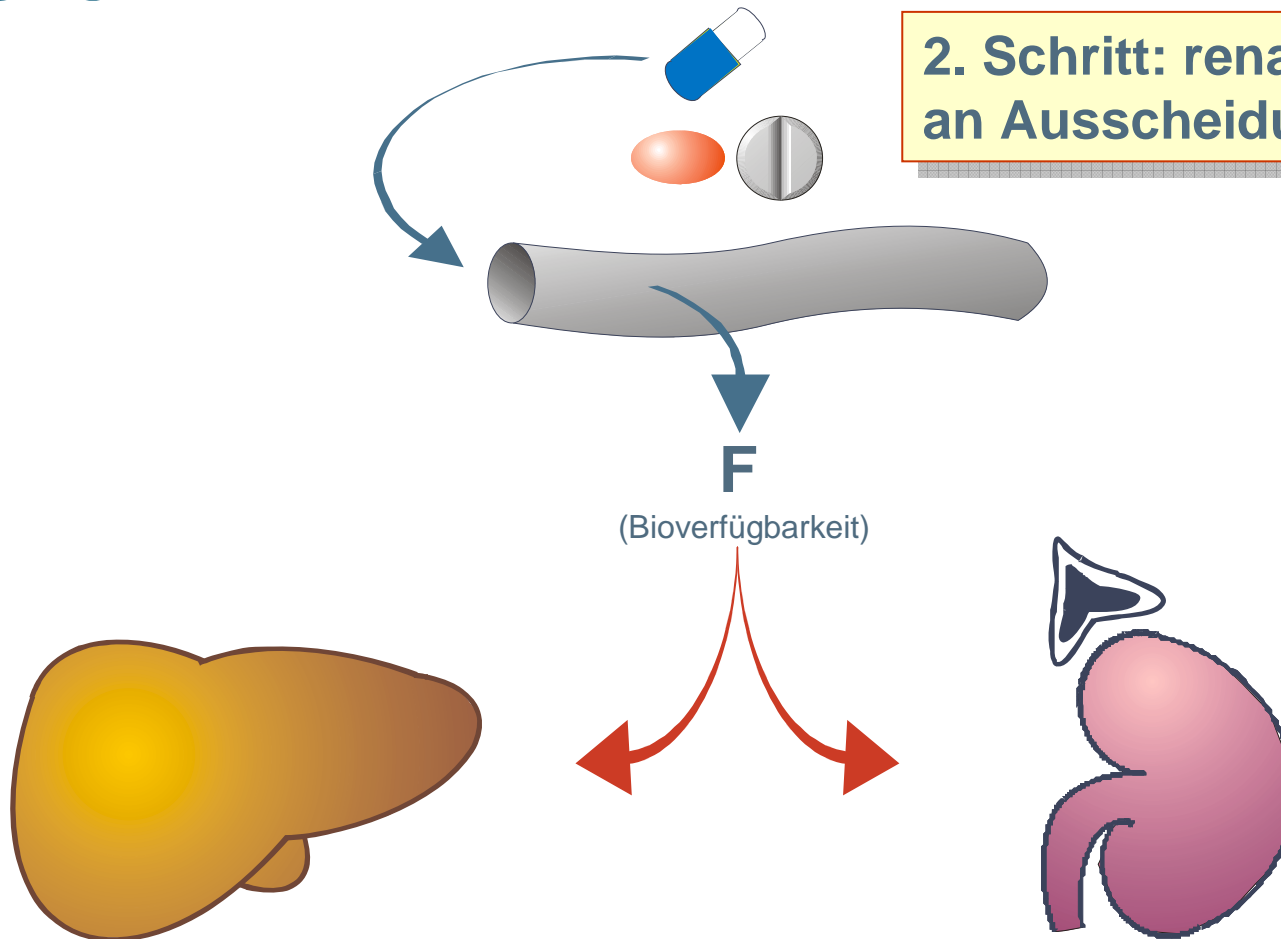 2. Schritt: rena
an Ausscheidu
F
(Bioverfügbarkeit)